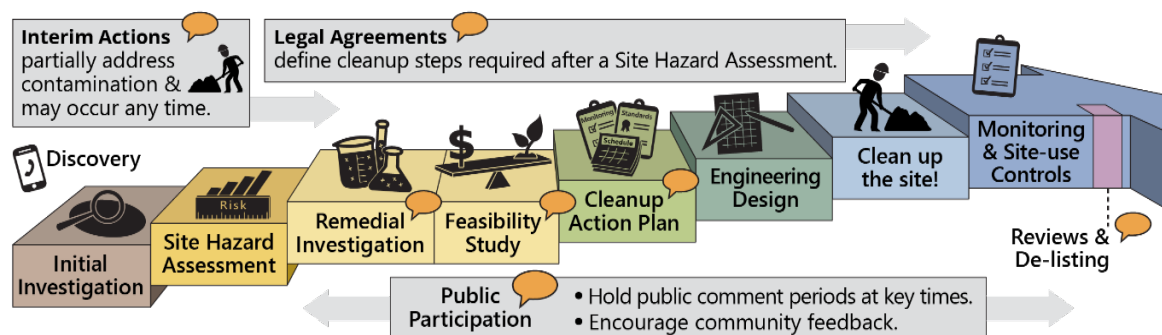 Interim Actions
partially address
contamination &
may occur any time.
Legal Agreements
define cleanup steps required after a Site Hazard Assessment.
Discovery
Initial
Investigation
Risk
Site Hazard
Assessment
Remedial
Investigation
$
Feasibility
Study
Monitoring
Standards
Schedule
Cleanup
Action Plan
Engineering
Design
Clean up
the site!
Monitoring
& Site-use
Controls
Reviews &
De-listing
Public
Participation
• Hold public comment periods at key times.
• Encourage community feedback.